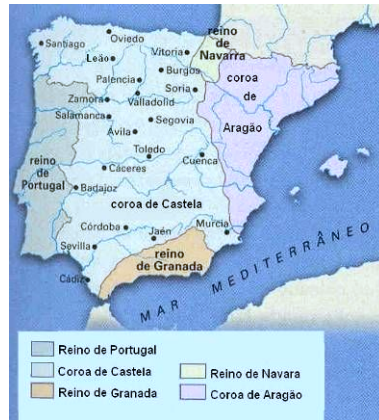 Oviedo
Santiago
Vitoria
reino
de
Navarra
Leão
Burgos
Palencia
Soria
coroa
de
Aragão
Zamora
Valladolid
Salamanca
Segovia
Ávila
Toledo
Cuenca
reino
de
Portugal
Cáceres
Badajoz
coroa de Castela
Córdoba
Jaén
Murcia
Sevilla
reino
de Granada
Cádiz
MAR MEDITERRÂNEO
Reino de Portugal
Coroa de Castela
Reino de Granada
Reino de Navara
Coroa de Aragão